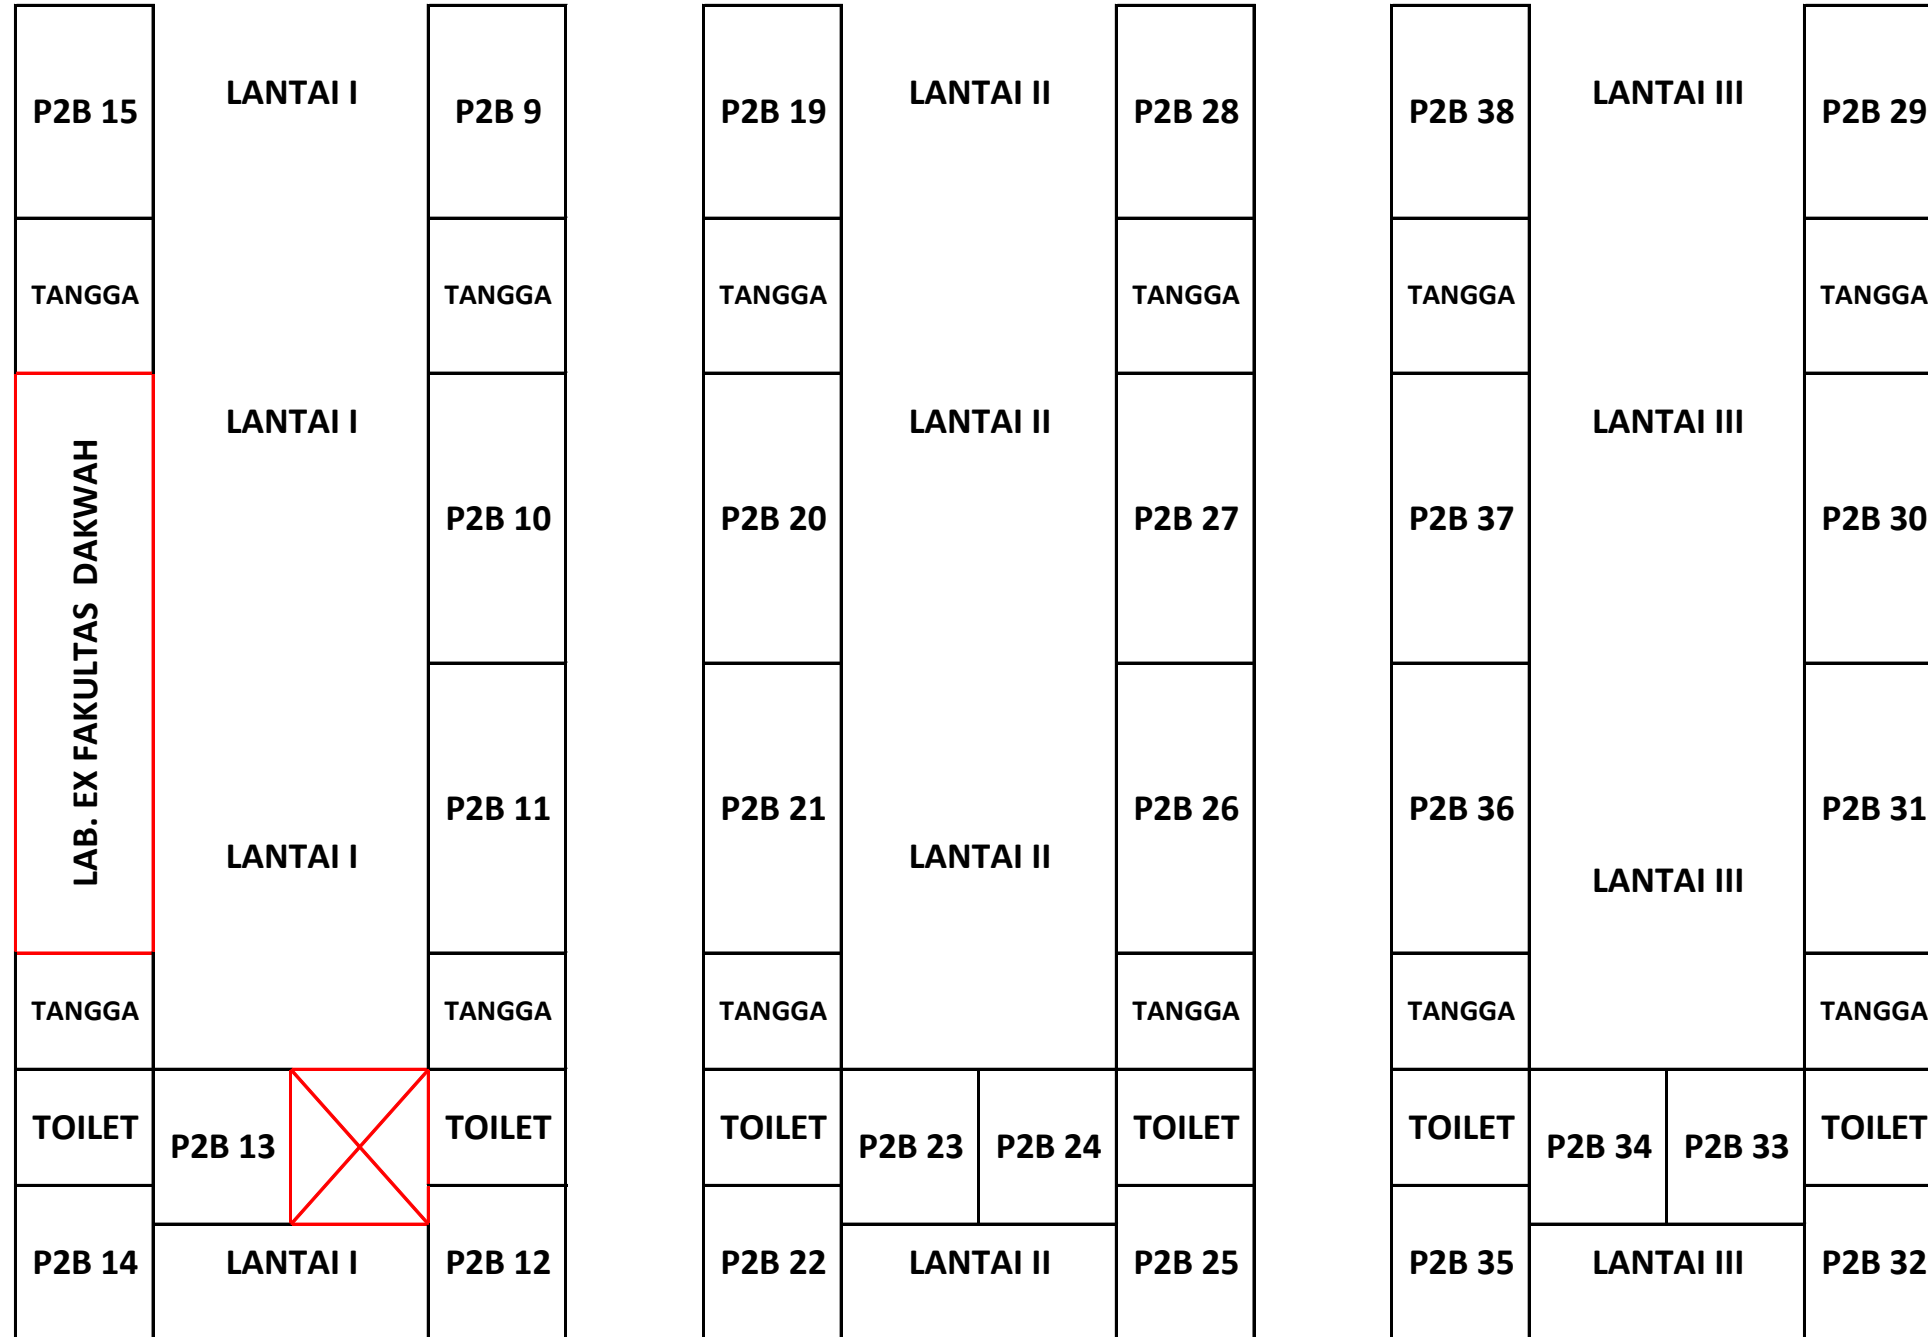 P2B 15
LANTAI I
P2B 9
P2B 19
LANTAI II
P2B 28
P2B 38
LANTAI III
P2B 29
TANGGA
TANGGA
TANGGA
TANGGA
TANGGA
TANGGA
LAB. EX FAKULTAS DAKWAH
LANTAI I
P2B 10
P2B 20
LANTAI II
P2B 27
P2B 37
LANTAI III
P2B 30
P2B 11
P2B 21
P2B 26
P2B 36
P2B 31
LANTAI I
LANTAI II
LANTAI III
TANGGA
TANGGA
TANGGA
TANGGA
TANGGA
TANGGA
TOILET
P2B 13
TOILET
TOILET
P2B 23
P2B 24
TOILET
TOILET
P2B 34
P2B 33
TOILET
P2B 14
LANTAI I
P2B 12
P2B 22
LANTAI II
P2B 25
P2B 35
LANTAI III
P2B 32